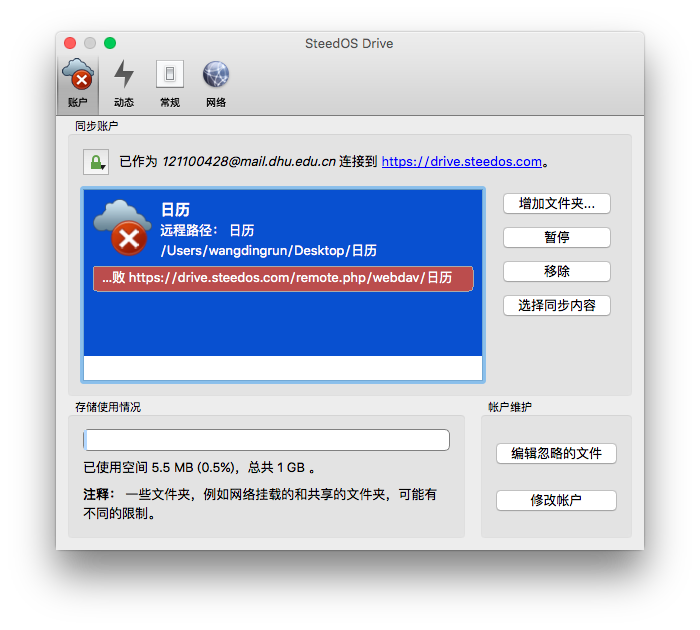 SteedOS Drive
账户
动态
常规
网络
同步账户
已作为 121100428@mail.dhu.edu.cn 连接到 https://drive.steedos.com。
日历
远程路径： 日历
/Users/wangdingrun/Desktop/日历
...败 https://drive.steedos.com/remote.php/webdav/日历
增加文件夹...
暂停
移除
选择同步内容
存储使用情况
已使用空间 5.5 MB (0.5%)，总共 1 GB 。
注释： 一些文件夹，例如网络挂载的和共享的文件夹，可能有
不同的限制。
帐户维护
编辑忽略的文件
修改帐户